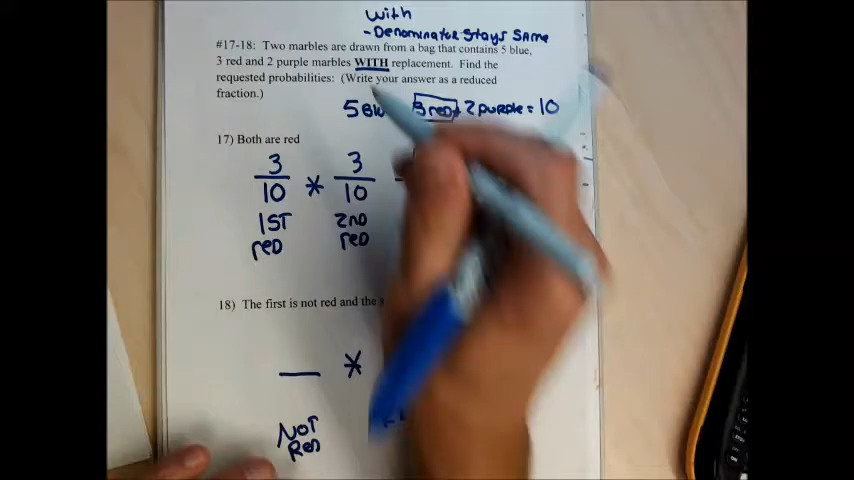 With
- Denominator Stays Same
#17-18: Two marbles are drawn from a bag that contains 5 blue,
3 red and 2 purple marbles WITH replacement. Find the
requested probabilities: (Write your answer as a reduced
fraction.)
5 3 red + 2 purple = 10
17) Both are red
3/10 * 3/10
1ST 2ND
red red
18) The first is not red and the
*
NOT
Red